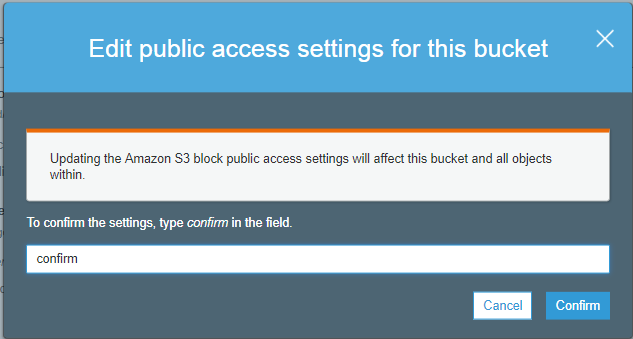 Edit public access settings for this bucket
Updating the Amazon S3 block public access settings will affect this bucket and all objects
within.
To confirm the settings, type confirm in the field.
confirm
Cancel
Confirm